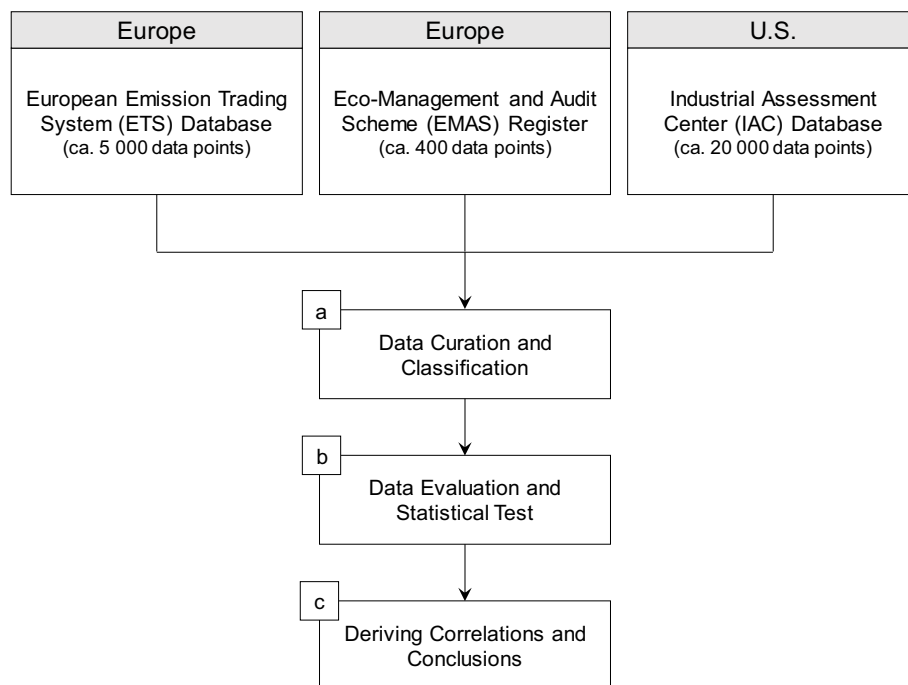 Europe
European Emission Trading
System (ETS) Database
(ca. 5 000 data points)
Europe
Eco-Management and Audit
Scheme (EMAS) Register
(ca. 400 data points)
U.S.
Industrial Assessment
Center (IAC) Database
(ca. 20 000 data points)
a
Data Curation and
Classification
b
Data Evaluation and
Statistical Test
c
Deriving Correlations and
Conclusions